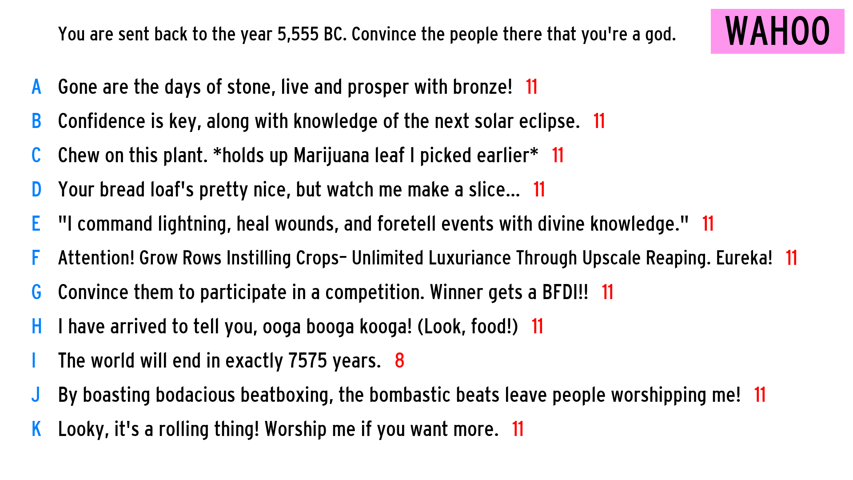 You are sent back to the year 5,555 BC. Convince the people there that you're a god.
WAHOO
A Gone are the days of stone, live and prosper with bronze! 11
B Confidence is key, along with knowledge of the next solar eclipse. 11
C Chew on this plant. *holds up Marijuana leaf I picked earlier* 11
D Your bread loaf's pretty nice, but watch me make a slice... 11
E "I command lightning, heal wounds, and foretell events with divine knowledge." 11
F Attention! Grow Rows Instilling Crops- Unlimited Luxuriance Through Upscale Reaping. Eureka! 11
G Convince them to participate in a competition. Winner gets a BFDI!! 11
H I have arrived to tell you, ooga booga kooga! (Look, food!) 11
I The world will end in exactly 7575 years. 8
J By boasting bodacious beatboxing, the bombastic beats leave people worshipping me! 11
K Looky, it's a rolling thing! Worship me if you want more. 11